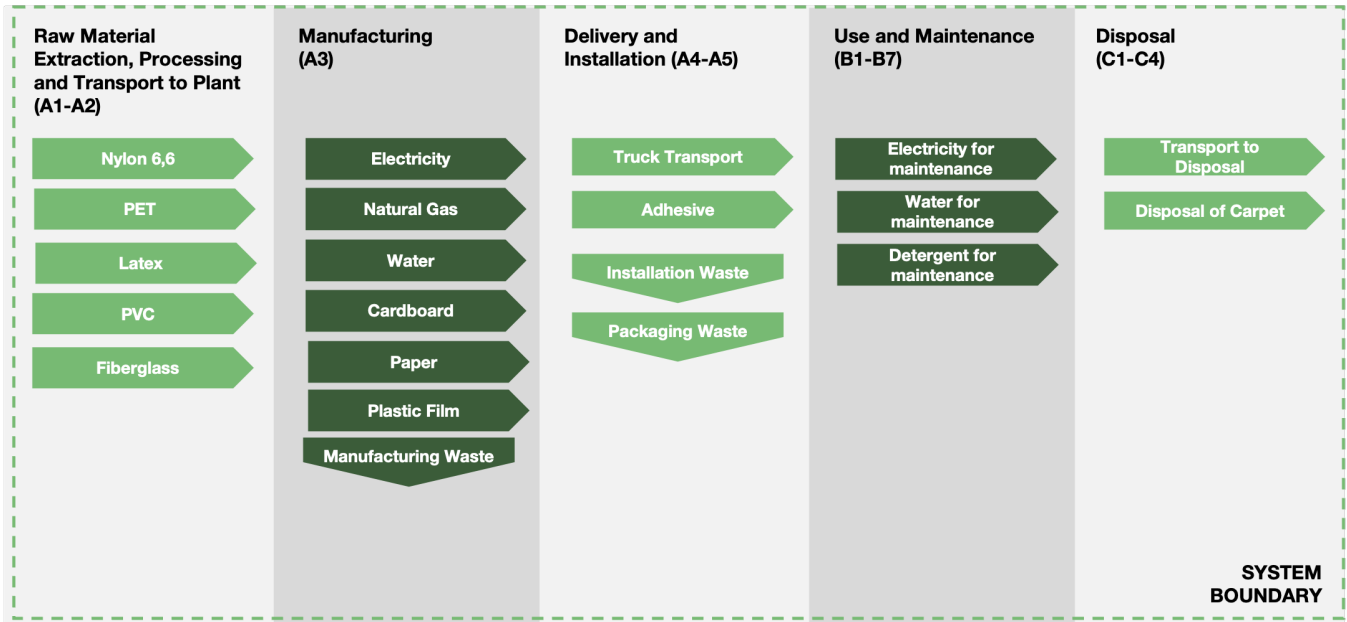 Raw Material
Extraction, Processing
and Transport to Plant
(A1-A2)
Nylon 6,6
PET
Latex
PVC
Fiberglass
Manufacturing
(A3)
Electricity
Natural Gas
Water
Cardboard
Paper
Plastic Film
Manufacturing Waste
Delivery and
Installation (A4-A5)
Truck Transport
Adhesive
Installation Waste
Packaging Waste
Use and Maintenance
(B1-B7)
Electricity for
maintenance
Water for
maintenance
Detergent for
maintenance
Disposal
(C1-C4)
Transport to
Disposal
Disposal of Carpet
SYSTEM
BOUNDARY